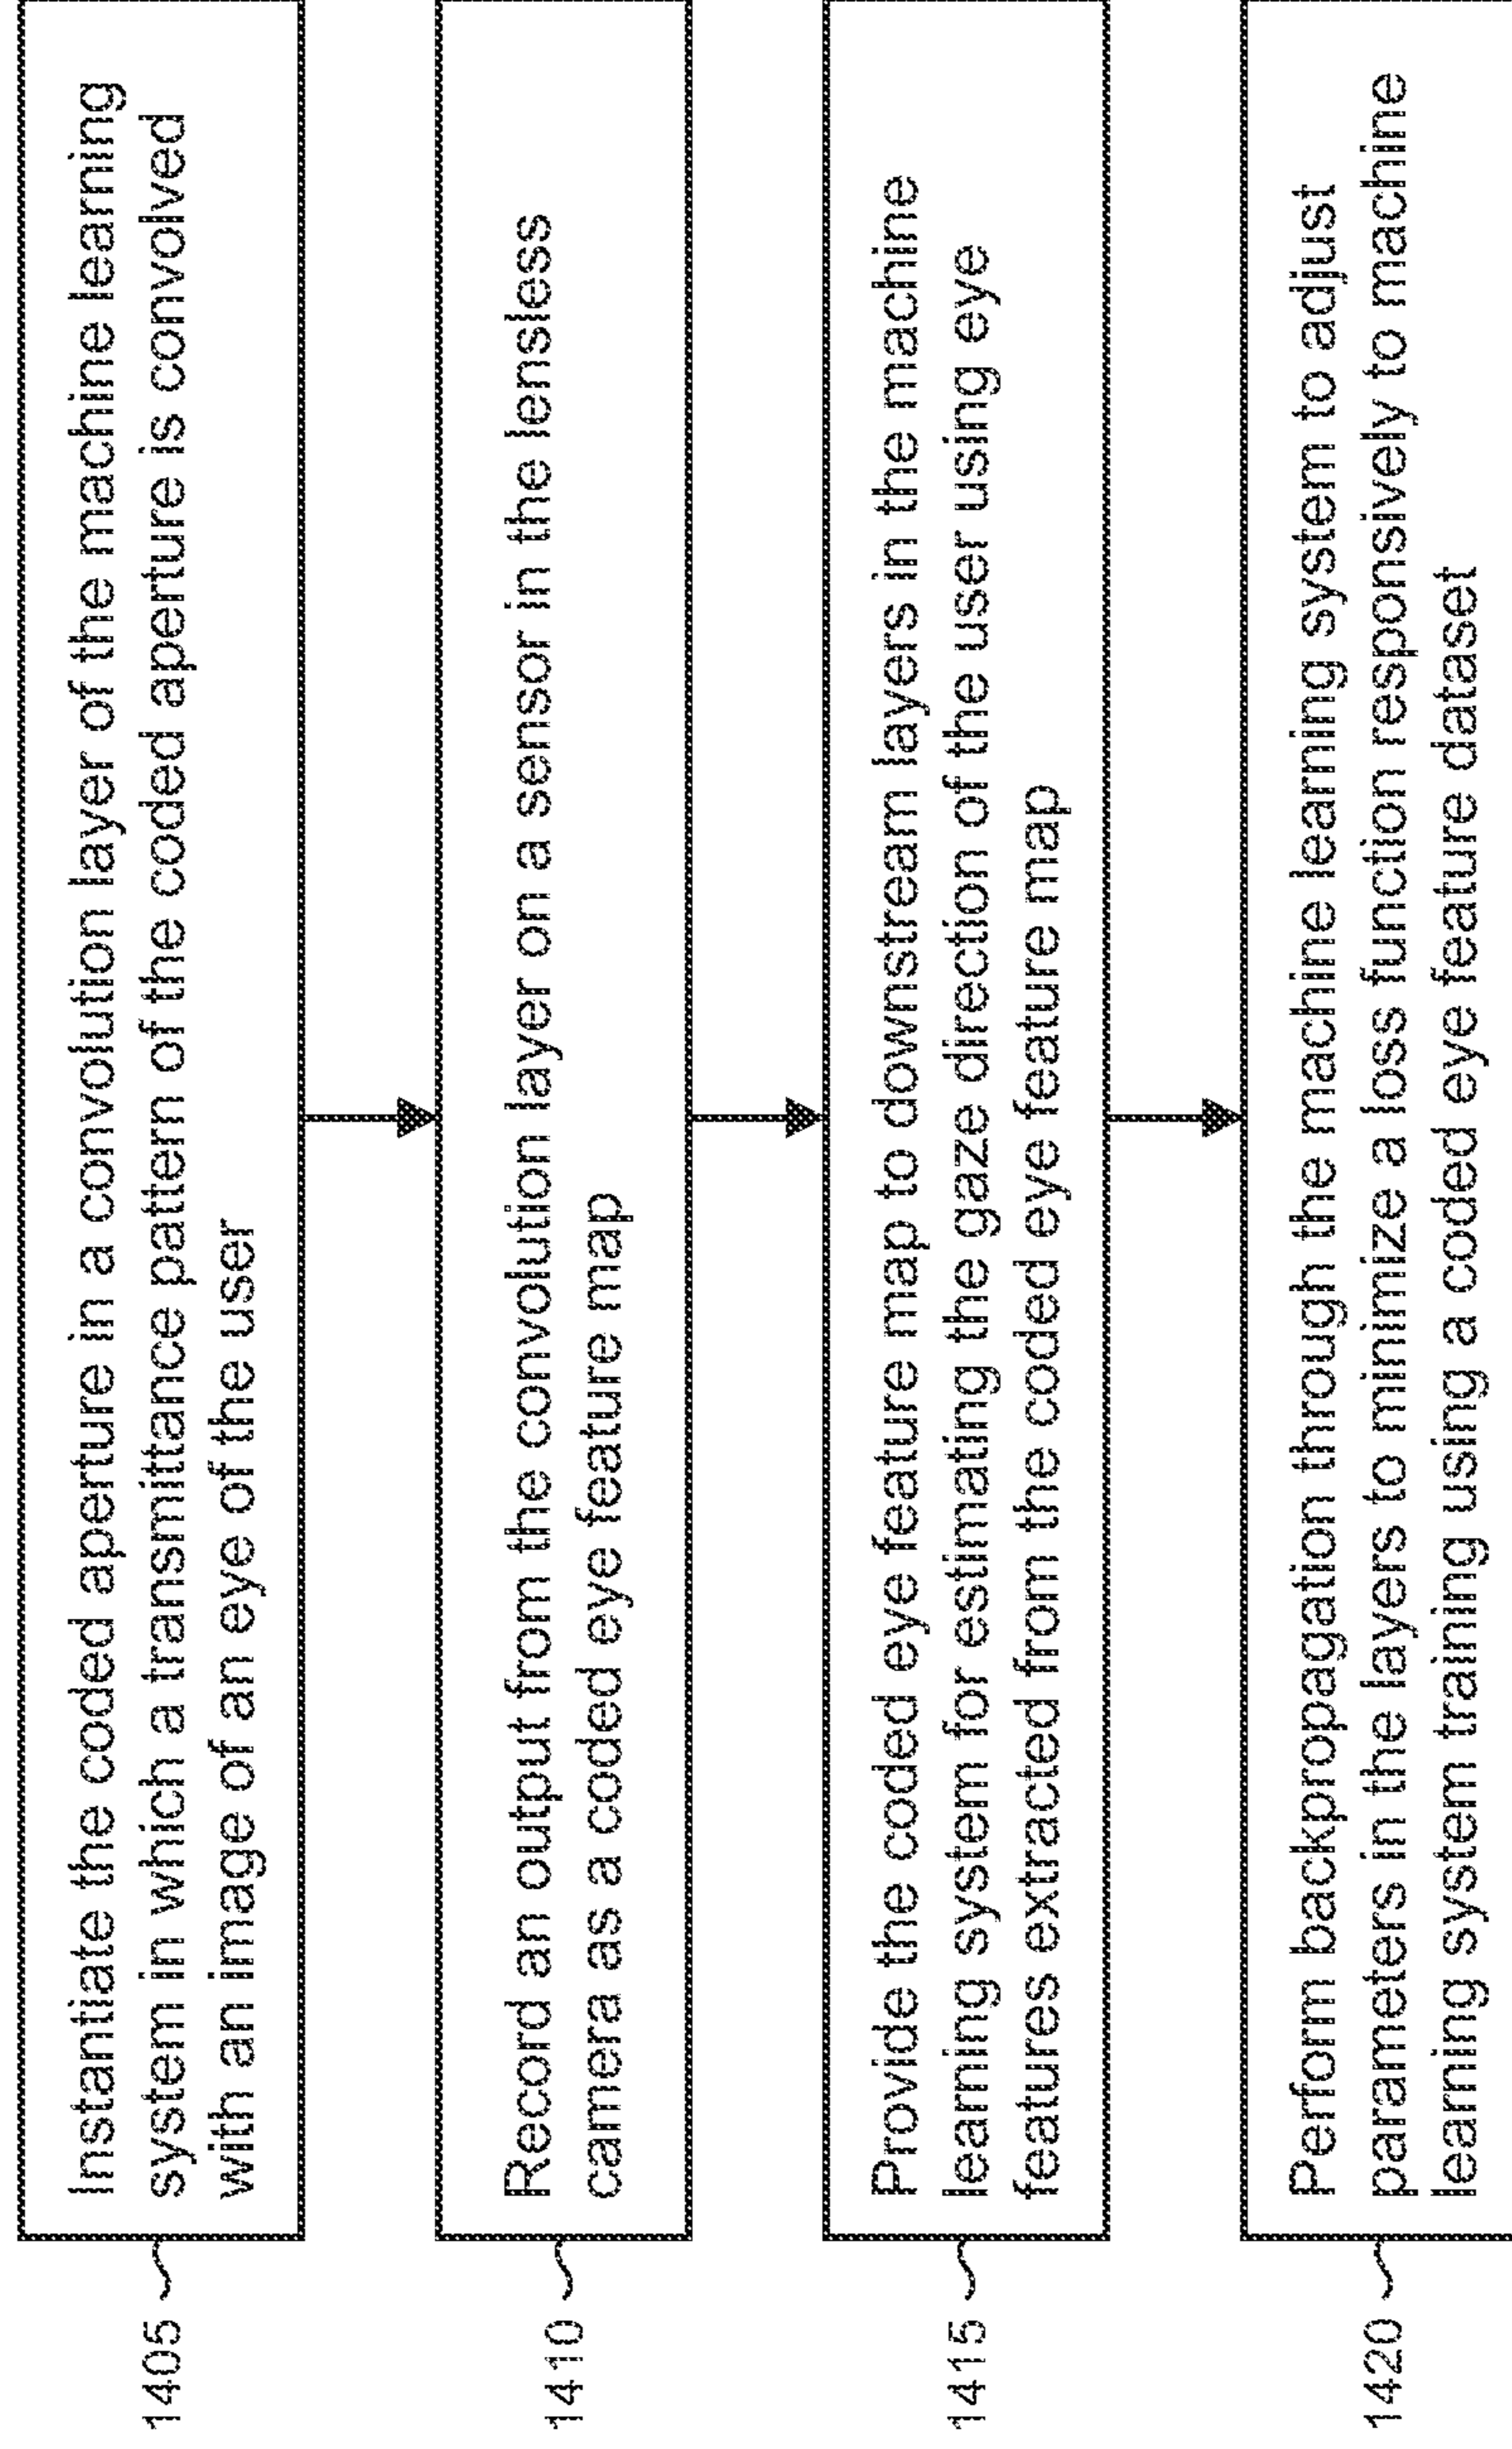 1405
Instantiate the coded aperture in a convolution layer of the machine learning
system in which a transmittance pattern of the coded aperture is convolved
with an image of an eye of the user
1410
Record an output from the convolution layer on a sensor in the lensless
camera as a coded eye feature map
1415
Provide the coded eye feature map to downstream layers in the machine
learning system for estimating the gaze direction of the user using eye
features extracted from the coded eye feature map
1420
Perform backpropagation through the machine learning system to adjust
parameters in the layers to minimize a loss function responsively to machine
learning system training using a coded eye feature dataset